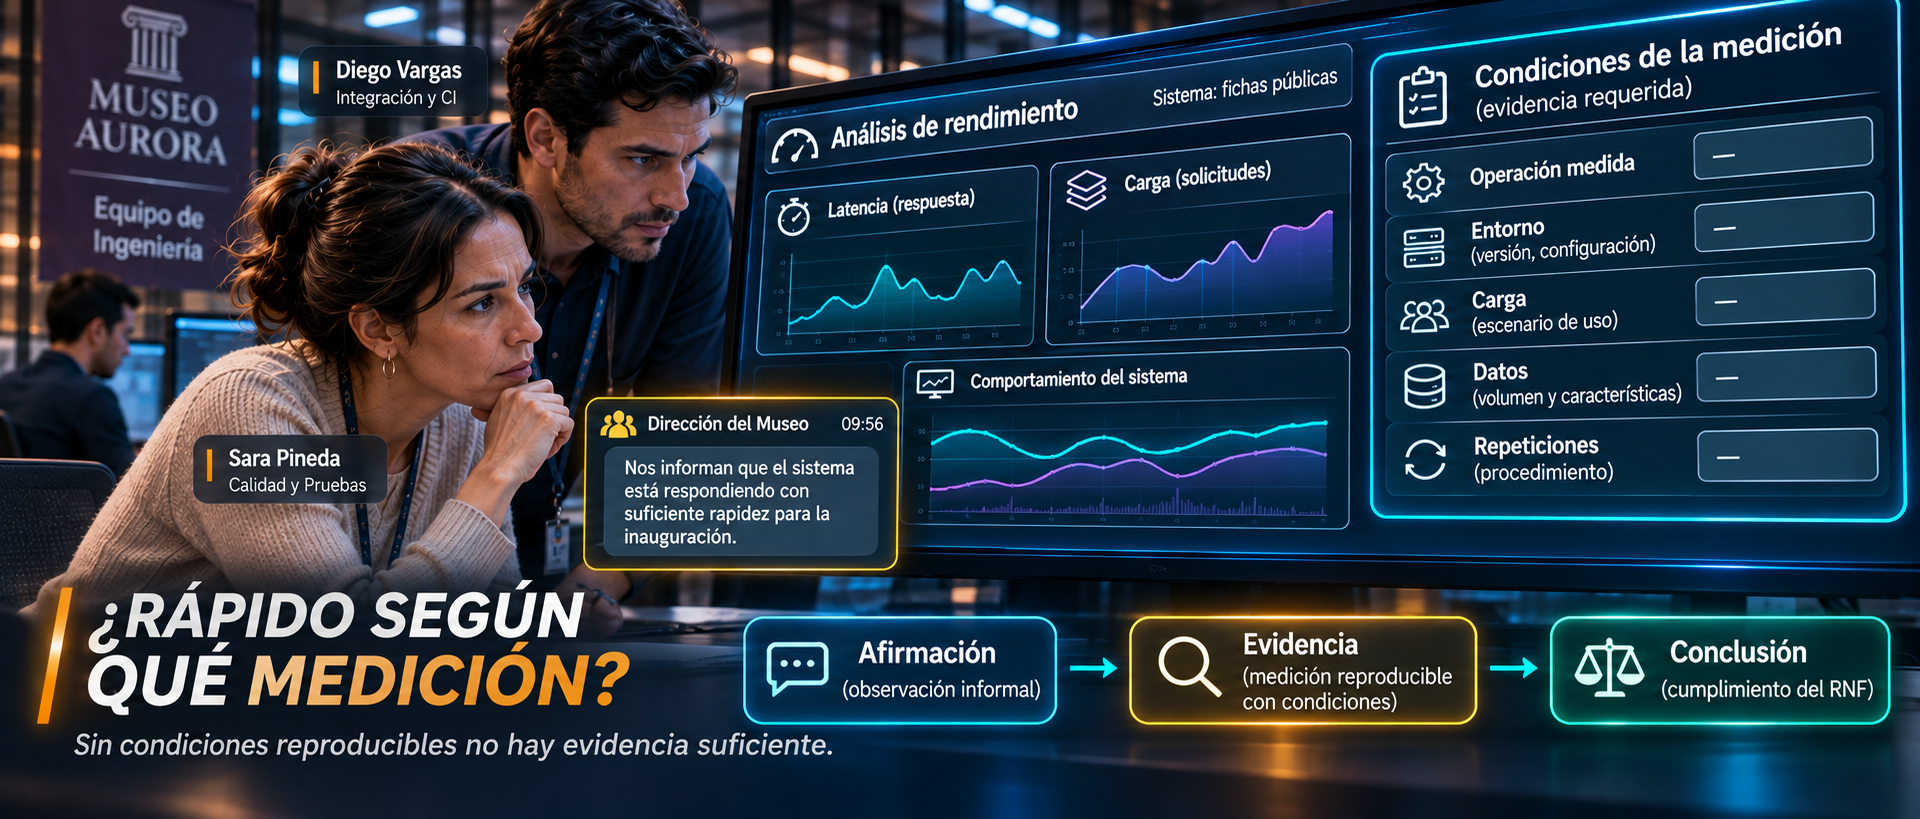 MUSEO
AURORA
Equipo de
Ingeniería
Diego Vargas
Integración y CI
Sara Pineda
Calidad y Pruebas
Análisis de rendimiento
Sistema: fichas públicas
Latencia (respuesta)
Carga (solicitudes)
Comportamiento del sistema
Dirección del Museo 09:56
Nos informan que el sistema
está respondiendo con
suficiente rapidez para la
inauguración.
Condiciones de la medición
(evidencia requerida)
Operación medida —
Entorno
(versión, configuración) —
Carga
(escenario de uso) —
Datos
(volumen y características) —
Repeticiones
(procedimiento) —
¿RÁPIDO SEGÚN
QUÉ MEDICIÓN?
Sin condiciones reproducibles no hay evidencia suficiente.
Afirmación
(observación informal)
Evidencia
(medición reproducible
con condiciones)
Conclusión
(cumplimiento del RNF)